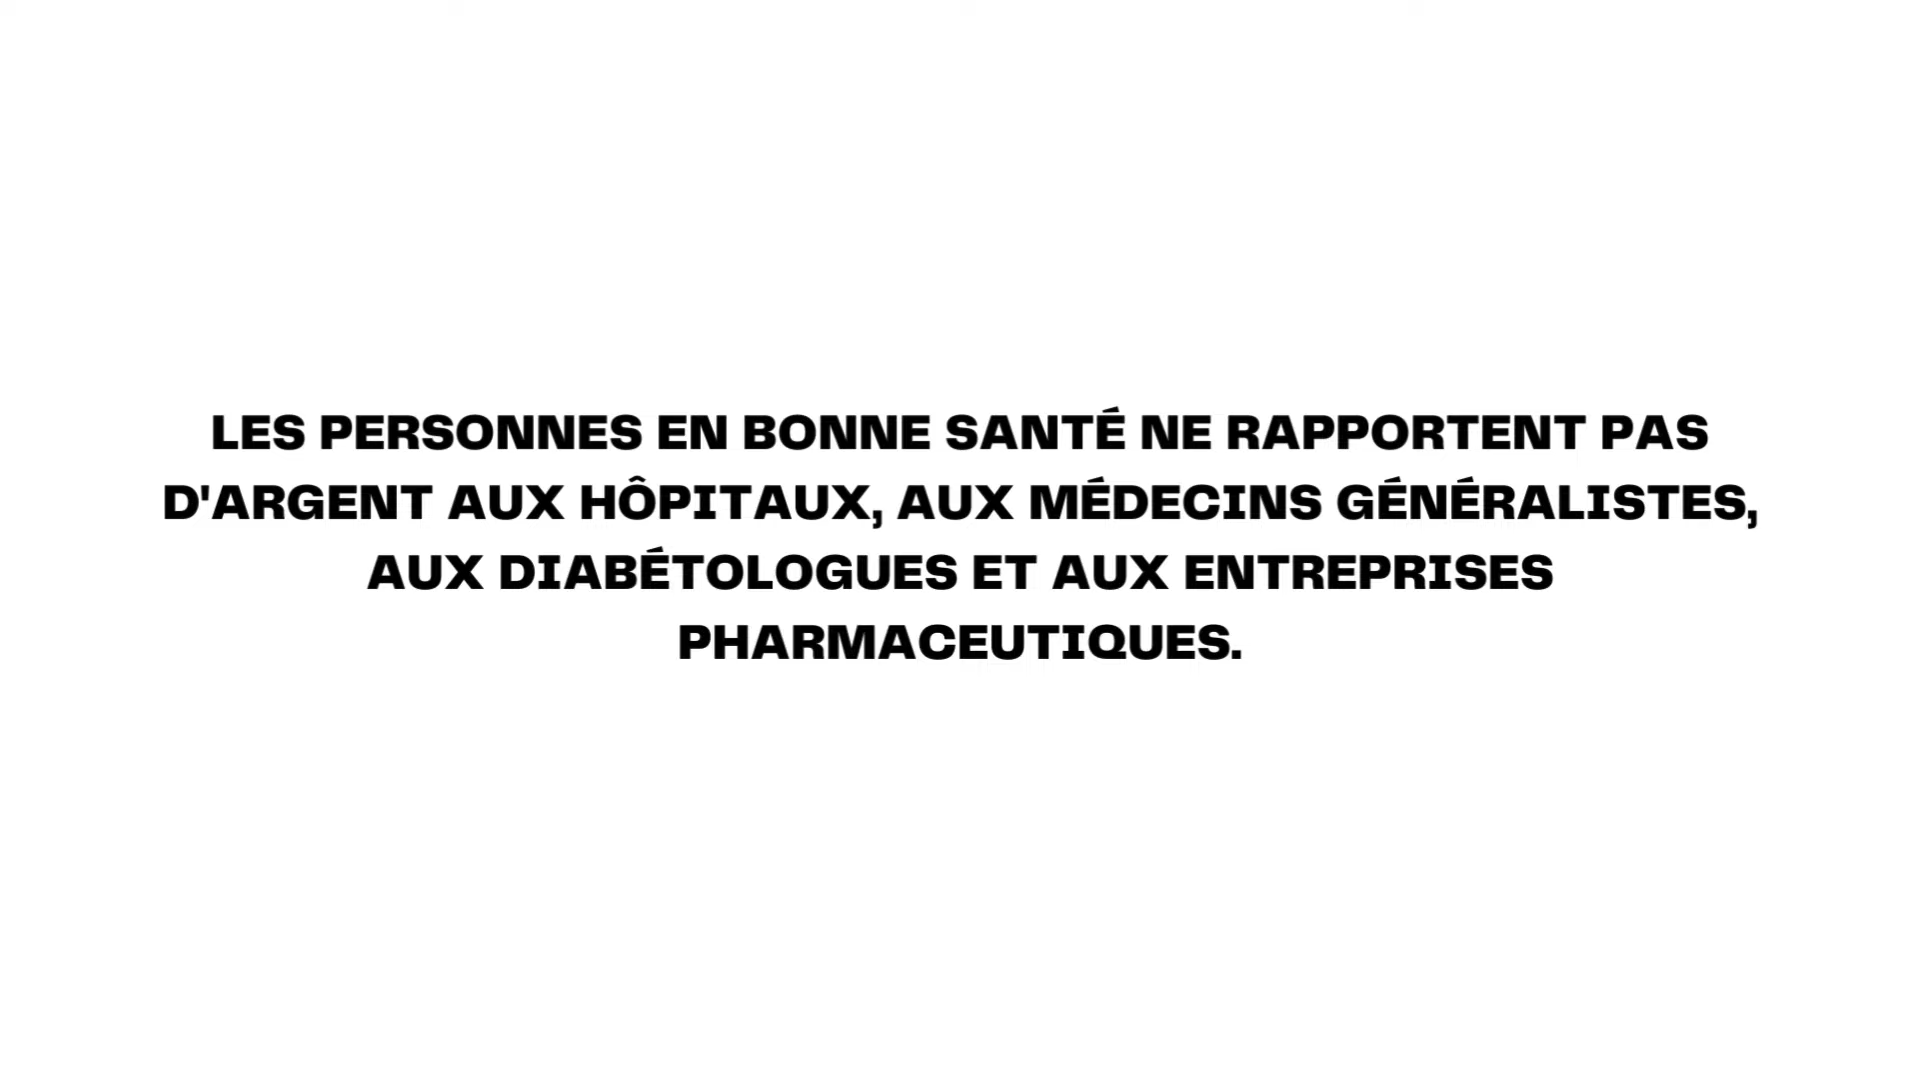 LES PERSONNES EN BONNE SANTÉ NE RAPPORTENT PAS
D'ARGENT AUX HÔPITAUX, AUX MÉDECINS GÉNÉRALISTES,
AUX DIABÉTOLOGUES ET AUX ENTREPRISES
PHARMACEUTIQUES.